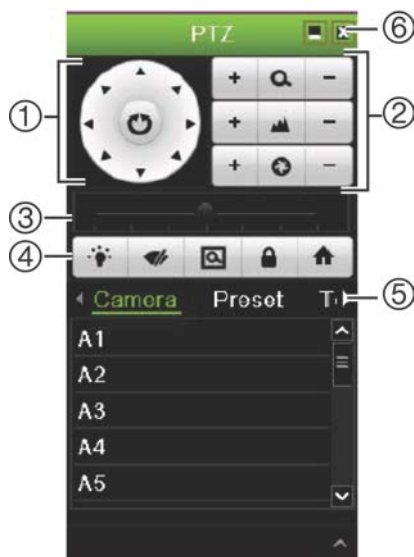 PTZ
⑥
①
②
+ −
+ −
+ −
③
④
Camera Preset
⑤
A1
A2
A3
A4
A5